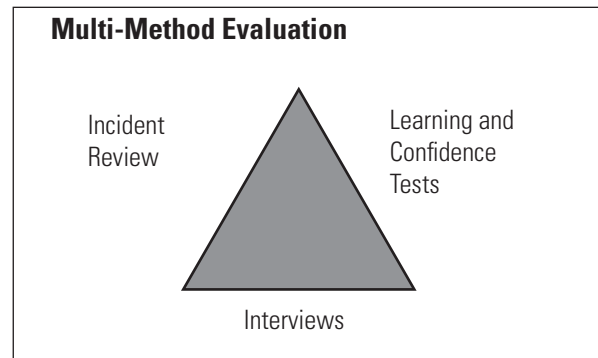 Multi-Method Evaluation
Incident
Review
Learning and
Confidence
Tests
Interviews